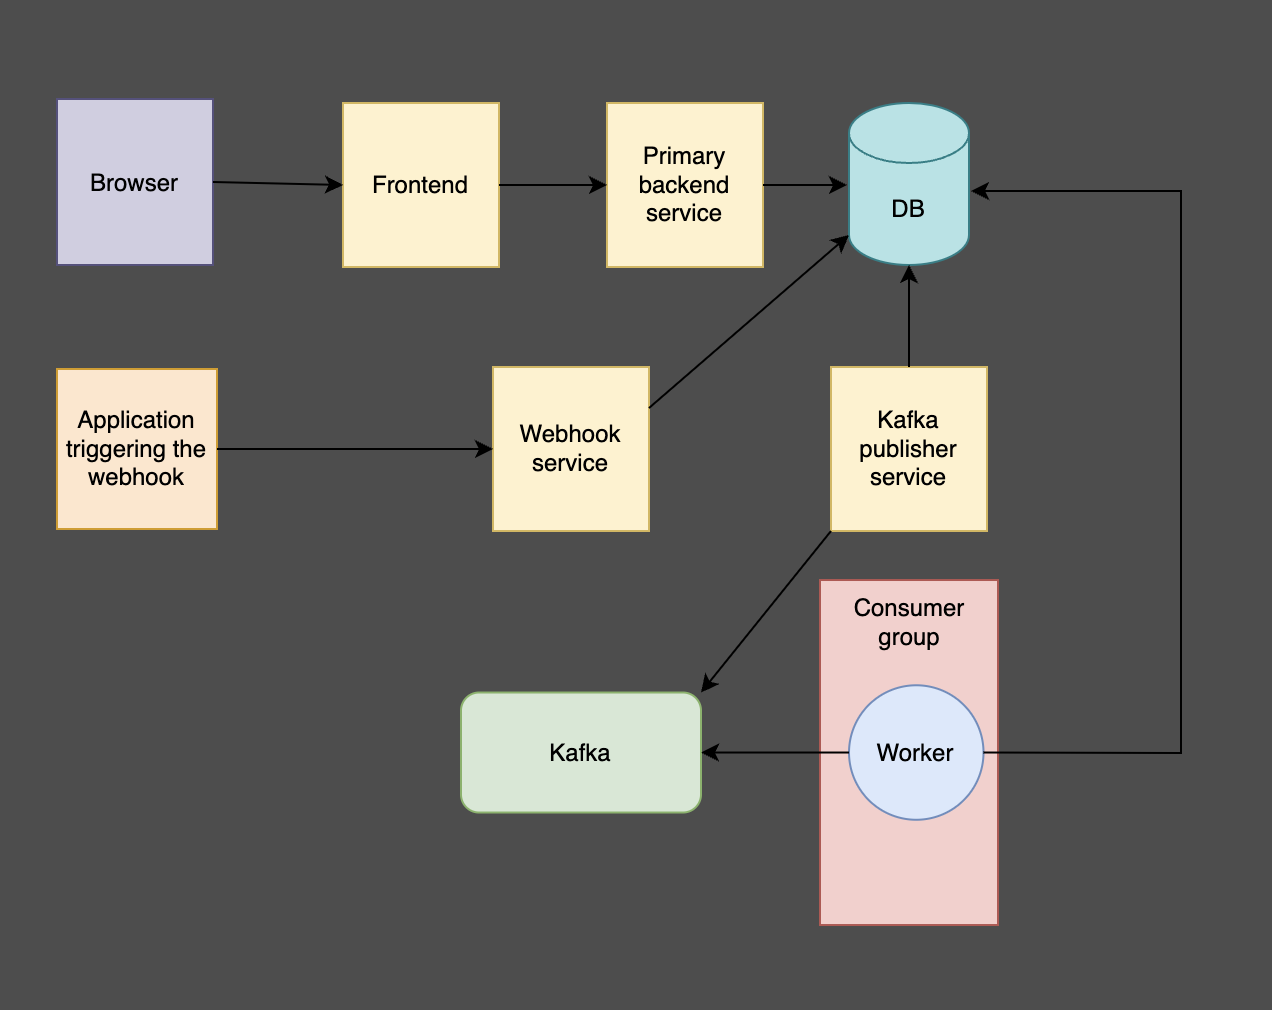 Browser
Frontend
Primary
backend
service
DB
Application
triggering the
webhook
Webhook
service
Kafka
publisher
service
Consumer
group
Kafka
Worker